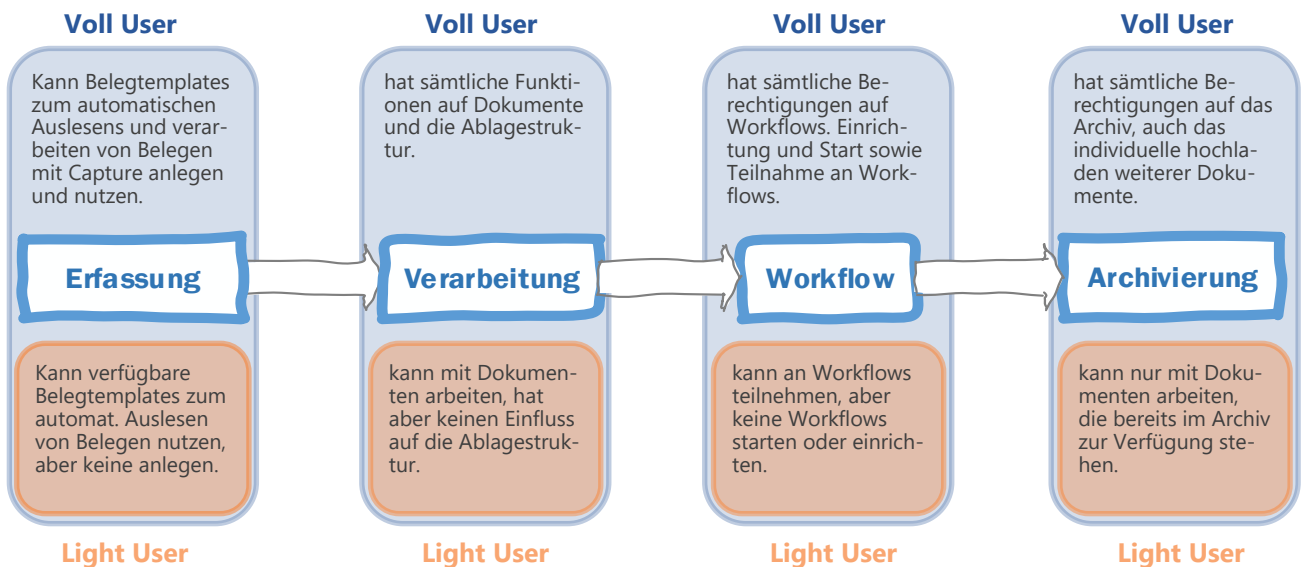 Voll User
Kann Belegtemplates
zum automatischen
Auslesens und verar-
beiten von Belegen
mit Capture anlegen
und nutzen.
Erfassung
Kann verfügbare
Belegtemplates zum
automat. Auslesen
von Belegen nutzen,
aber keine anlegen.
Light User
Voll User
hat sämtliche Funkti-
onen auf Dokumente
und die Ablagestruk-
tur.
Verarbeitung
kann mit Dokumen-
ten arbeiten, hat
aber keinen Einfluss
auf die Ablagestruk-
tur.
Light User
Voll User
hat sämtliche Be-
rechtigungen auf
Workflows. Einrich-
tung und Start sowie
Teilnahme an Work-
flows.
Workflow
kann an Workflows
teilnehmen, aber
keine Workflows
starten oder einrich-
ten.
Light User
Voll User
hat sämtliche Be-
rechtigungen auf das
Archiv, auch das
individuelle hochla-
den weiterer Doku-
mente.
Archivierung
kann nur mit Doku-
menten arbeiten,
die bereits im Archiv
zur Verfügung ste-
hen.
Light User